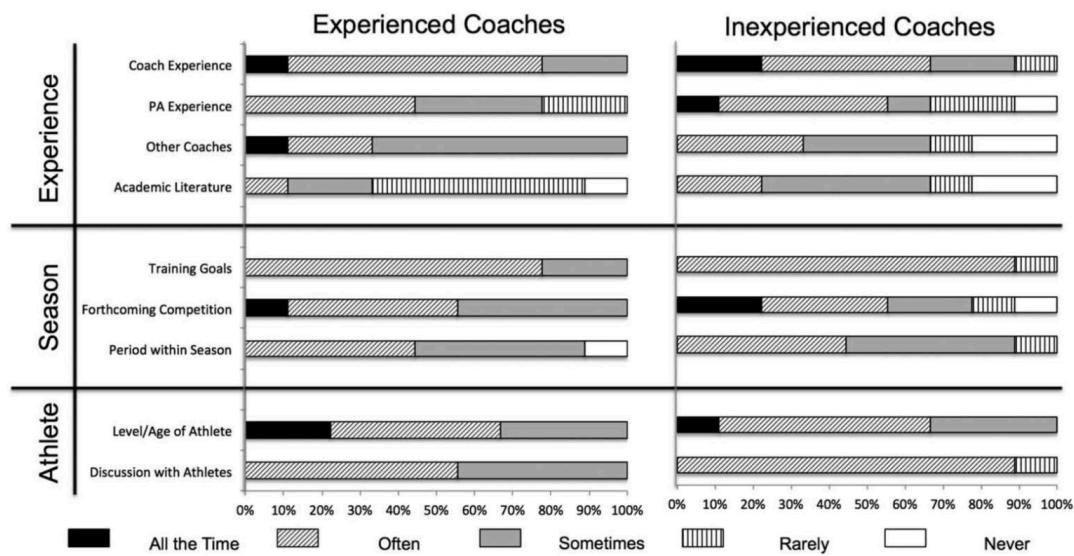 Experienced Coaches
Inexperienced Coaches
Experience
Coach Experience
PA Experience
Other Coaches
Academic Literature
Season
Training Goals
Forthcoming Competition
Period within Season
Athlete
Level/Age of Athlete
Discussion with Athletes
0% 10% 20% 30% 40% 50% 60% 70% 80% 90% 100%
0% 10% 20% 30% 40% 50% 60% 70% 80% 90% 100%
All the Time Often Sometimes Rarely Never